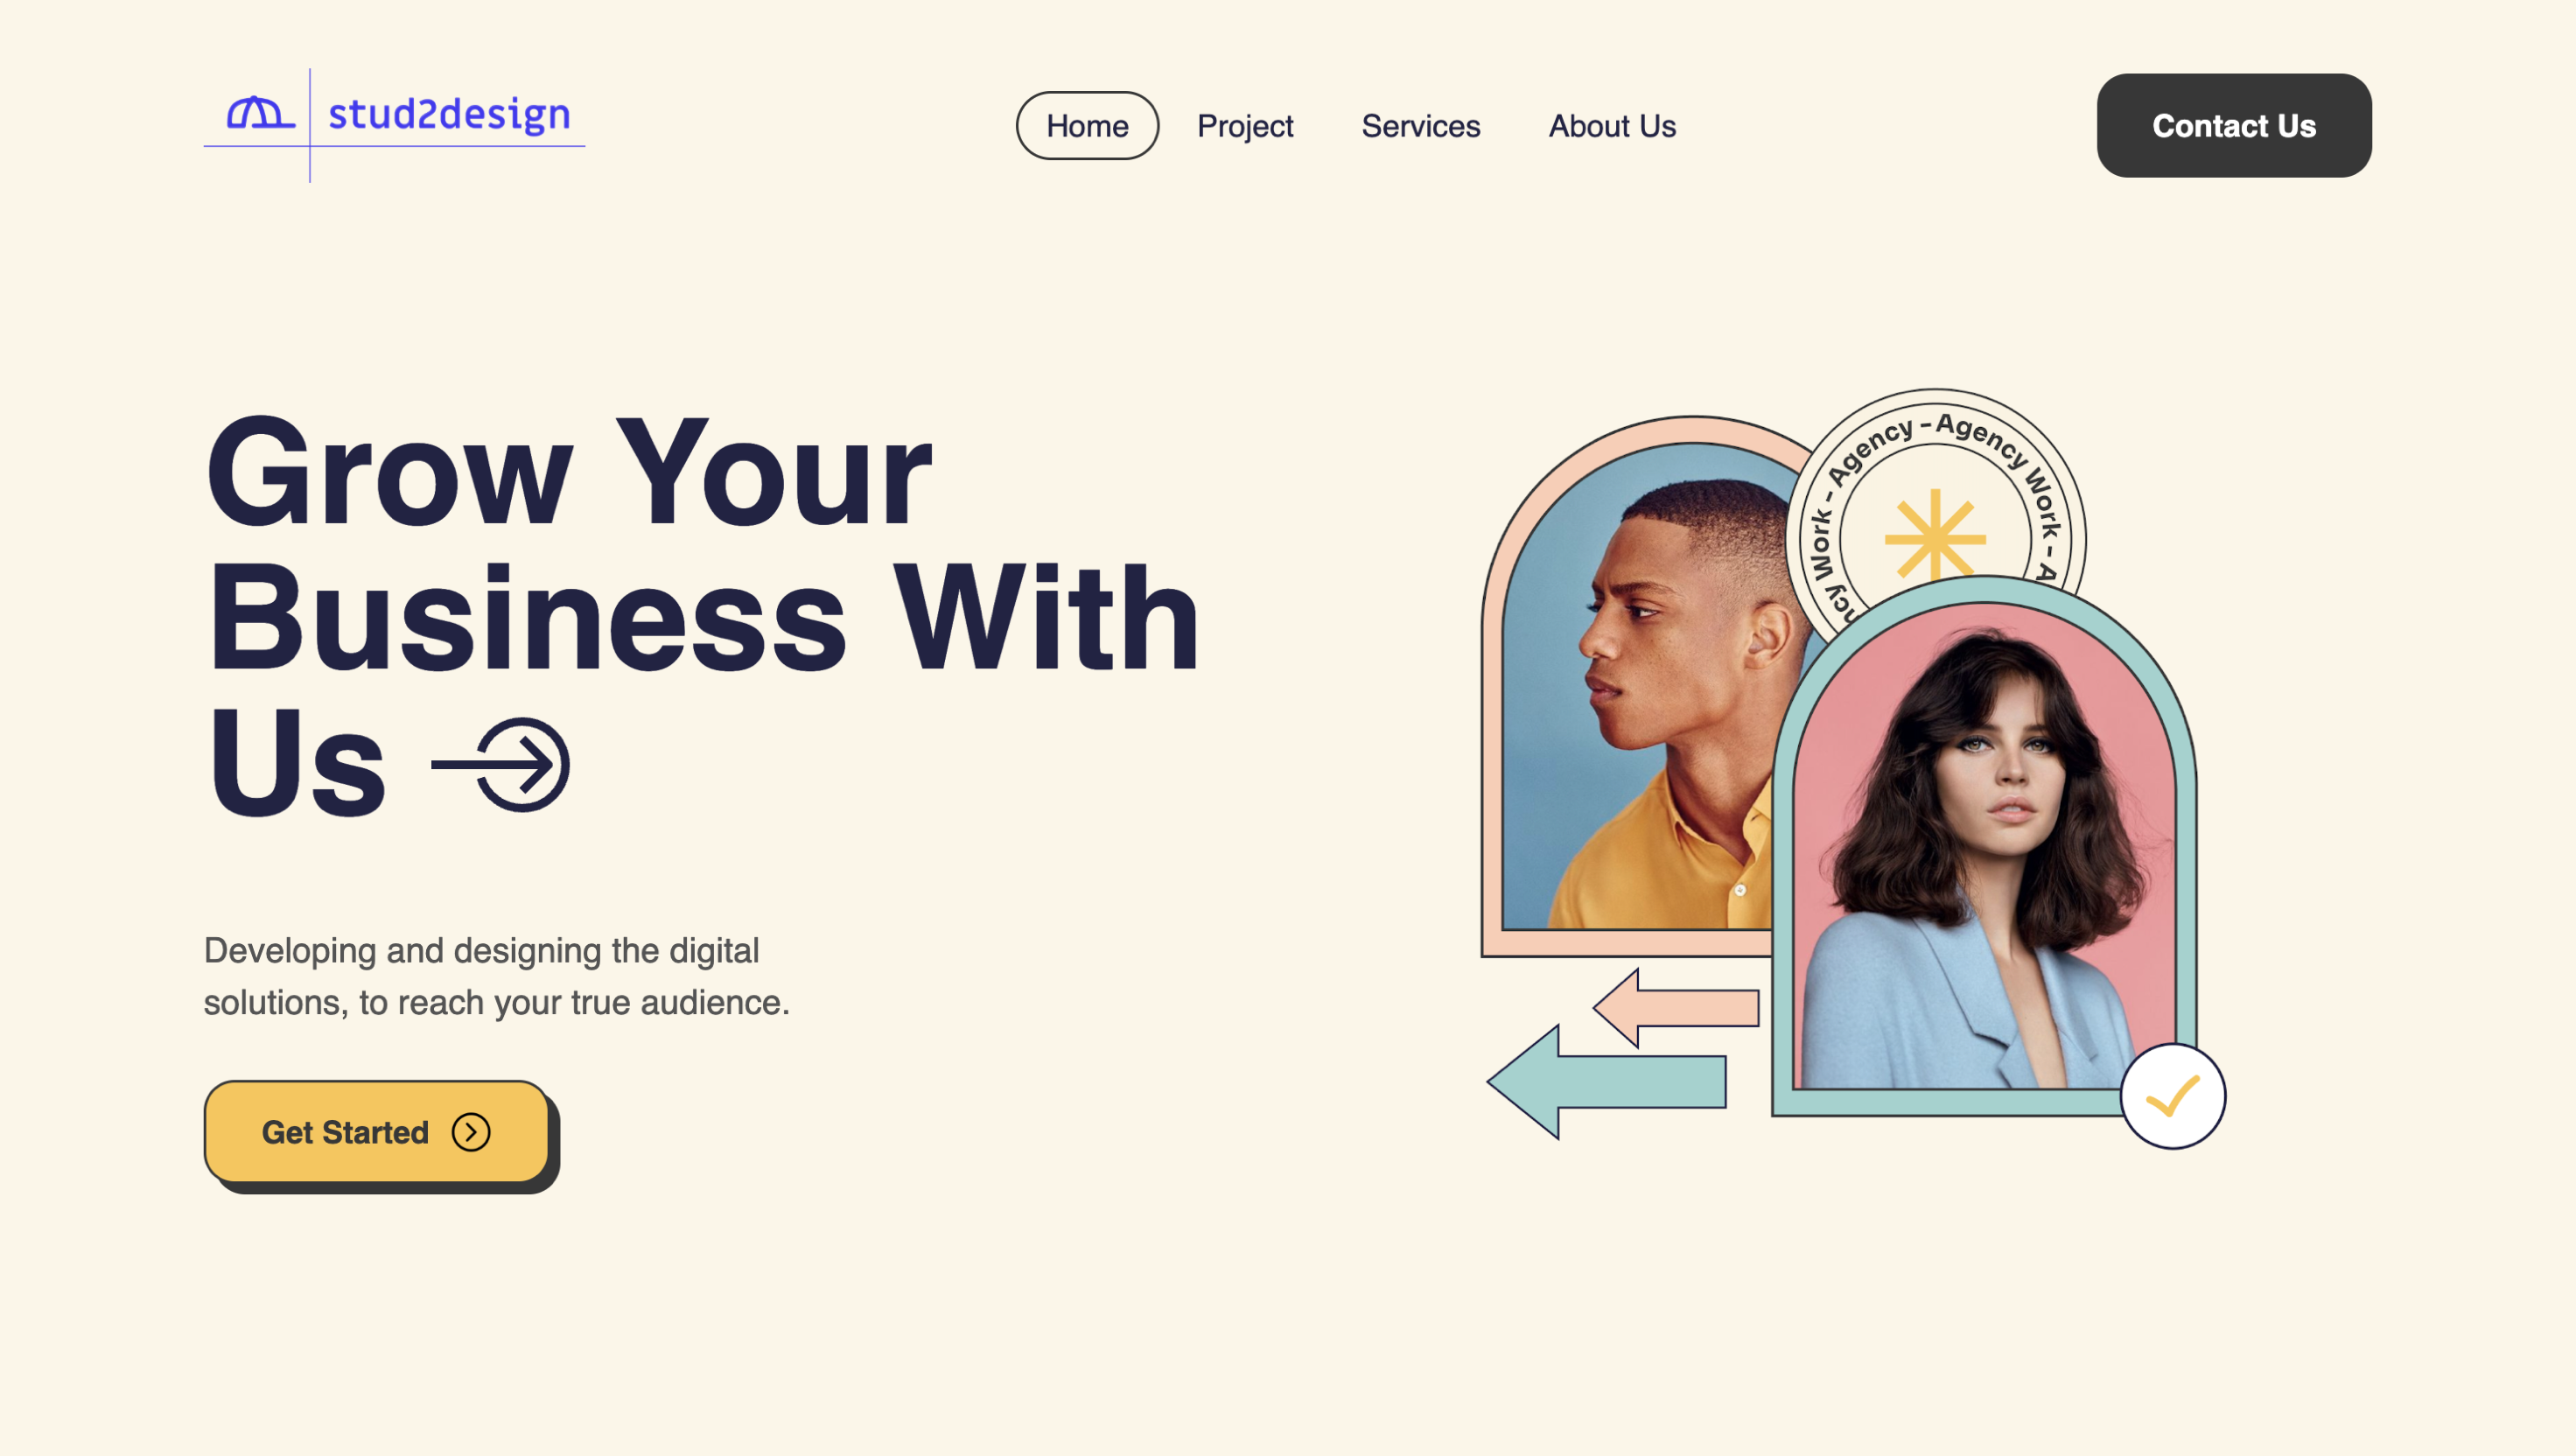 stud2design
Home
Project
Services
About Us
Contact Us
Grow Your
Business With
Us
Developing and designing the digital
solutions, to reach your true audience.
Get Started
Work - Agency - Agency Work -